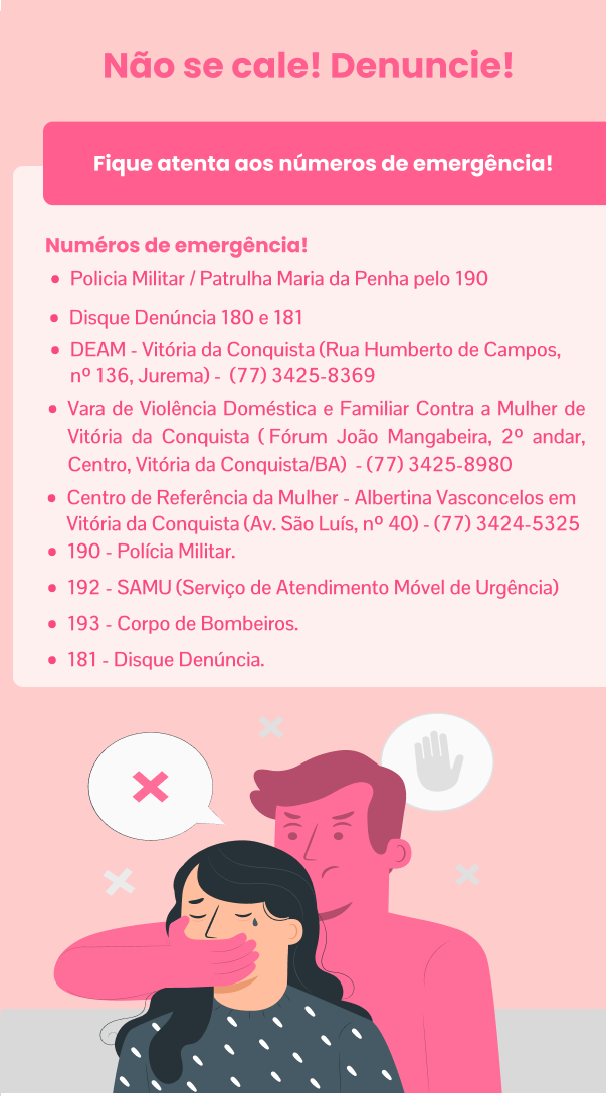 Não se cale! Denuncie!
Fique atenta aos números de emergência!
Numéros de emergência!
• Policia Militar / Patrulha Maria da Penha pelo 190
• Disque Denúncia 180 e 181
• DEAM - Vitória da Conquista (Rua Humberto de Campos,
nº 136, Jurema) - (77) 3425-8369
• Vara de Violência Doméstica e Familiar Contra a Mulher de
Vitória da Conquista ( Fórum João Mangabeira, 2º andar,
Centro, Vitória da Conquista/BA) - (77) 3425-8980
• Centro de Referência da Mulher - Albertina Vasconcelos em
Vitória da Conquista (Av. São Luís, nº 40) - (77) 3424-5325
• 190 - Polícia Militar.
• 192 - SAMU (Serviço de Atendimento Móvel de Urgência)
• 193 - Corpo de Bombeiros.
• 181 - Disque Denúncia.